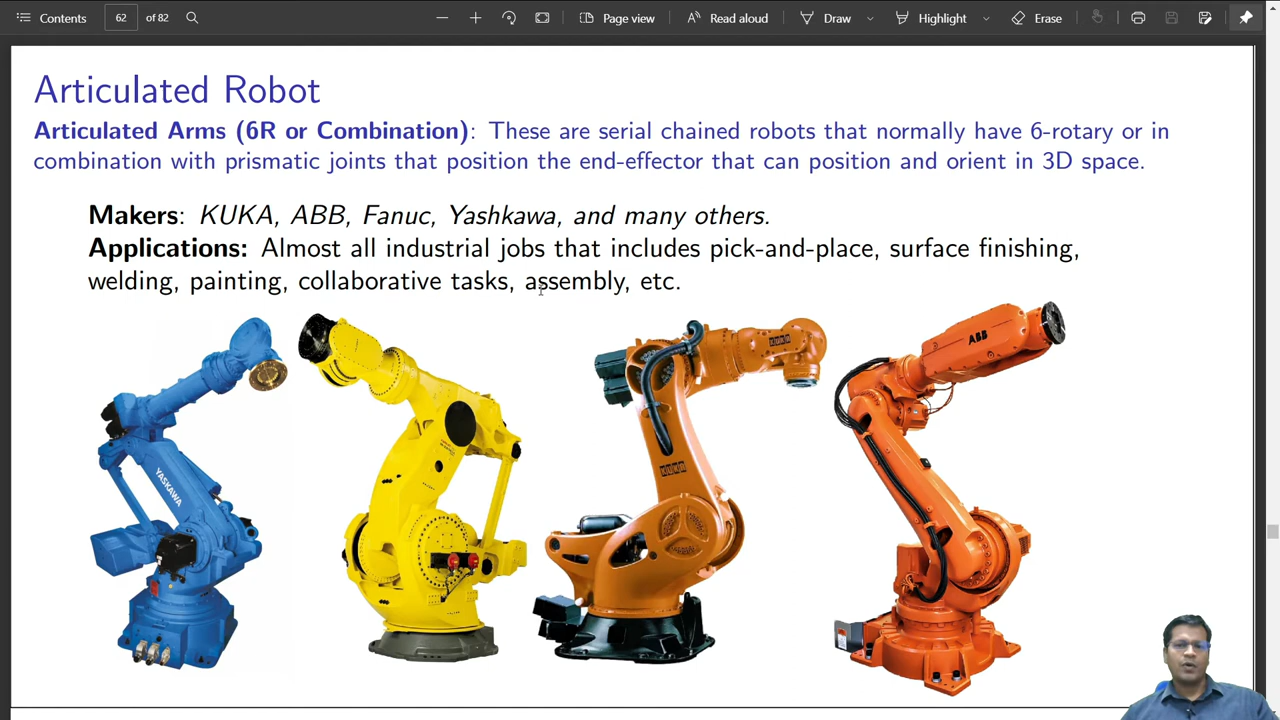 Contents
62
of 82
Page view
Read aloud
Draw
Highlight
Erase
Articulated Robot
Articulated Arms (6R or Combination): These are serial chained robots that normally have 6-rotary or in
combination with prismatic joints that position the end-effector that can position and orient in 3D space.
Makers: KUKA, ABB, Fanuc, Yashkawa, and many others.
Applications: Almost all industrial jobs that includes pick-and-place, surface finishing,
welding, painting, collaborative tasks, assembly, etc.
YASKAWA
KUKA
KUKA
ABB